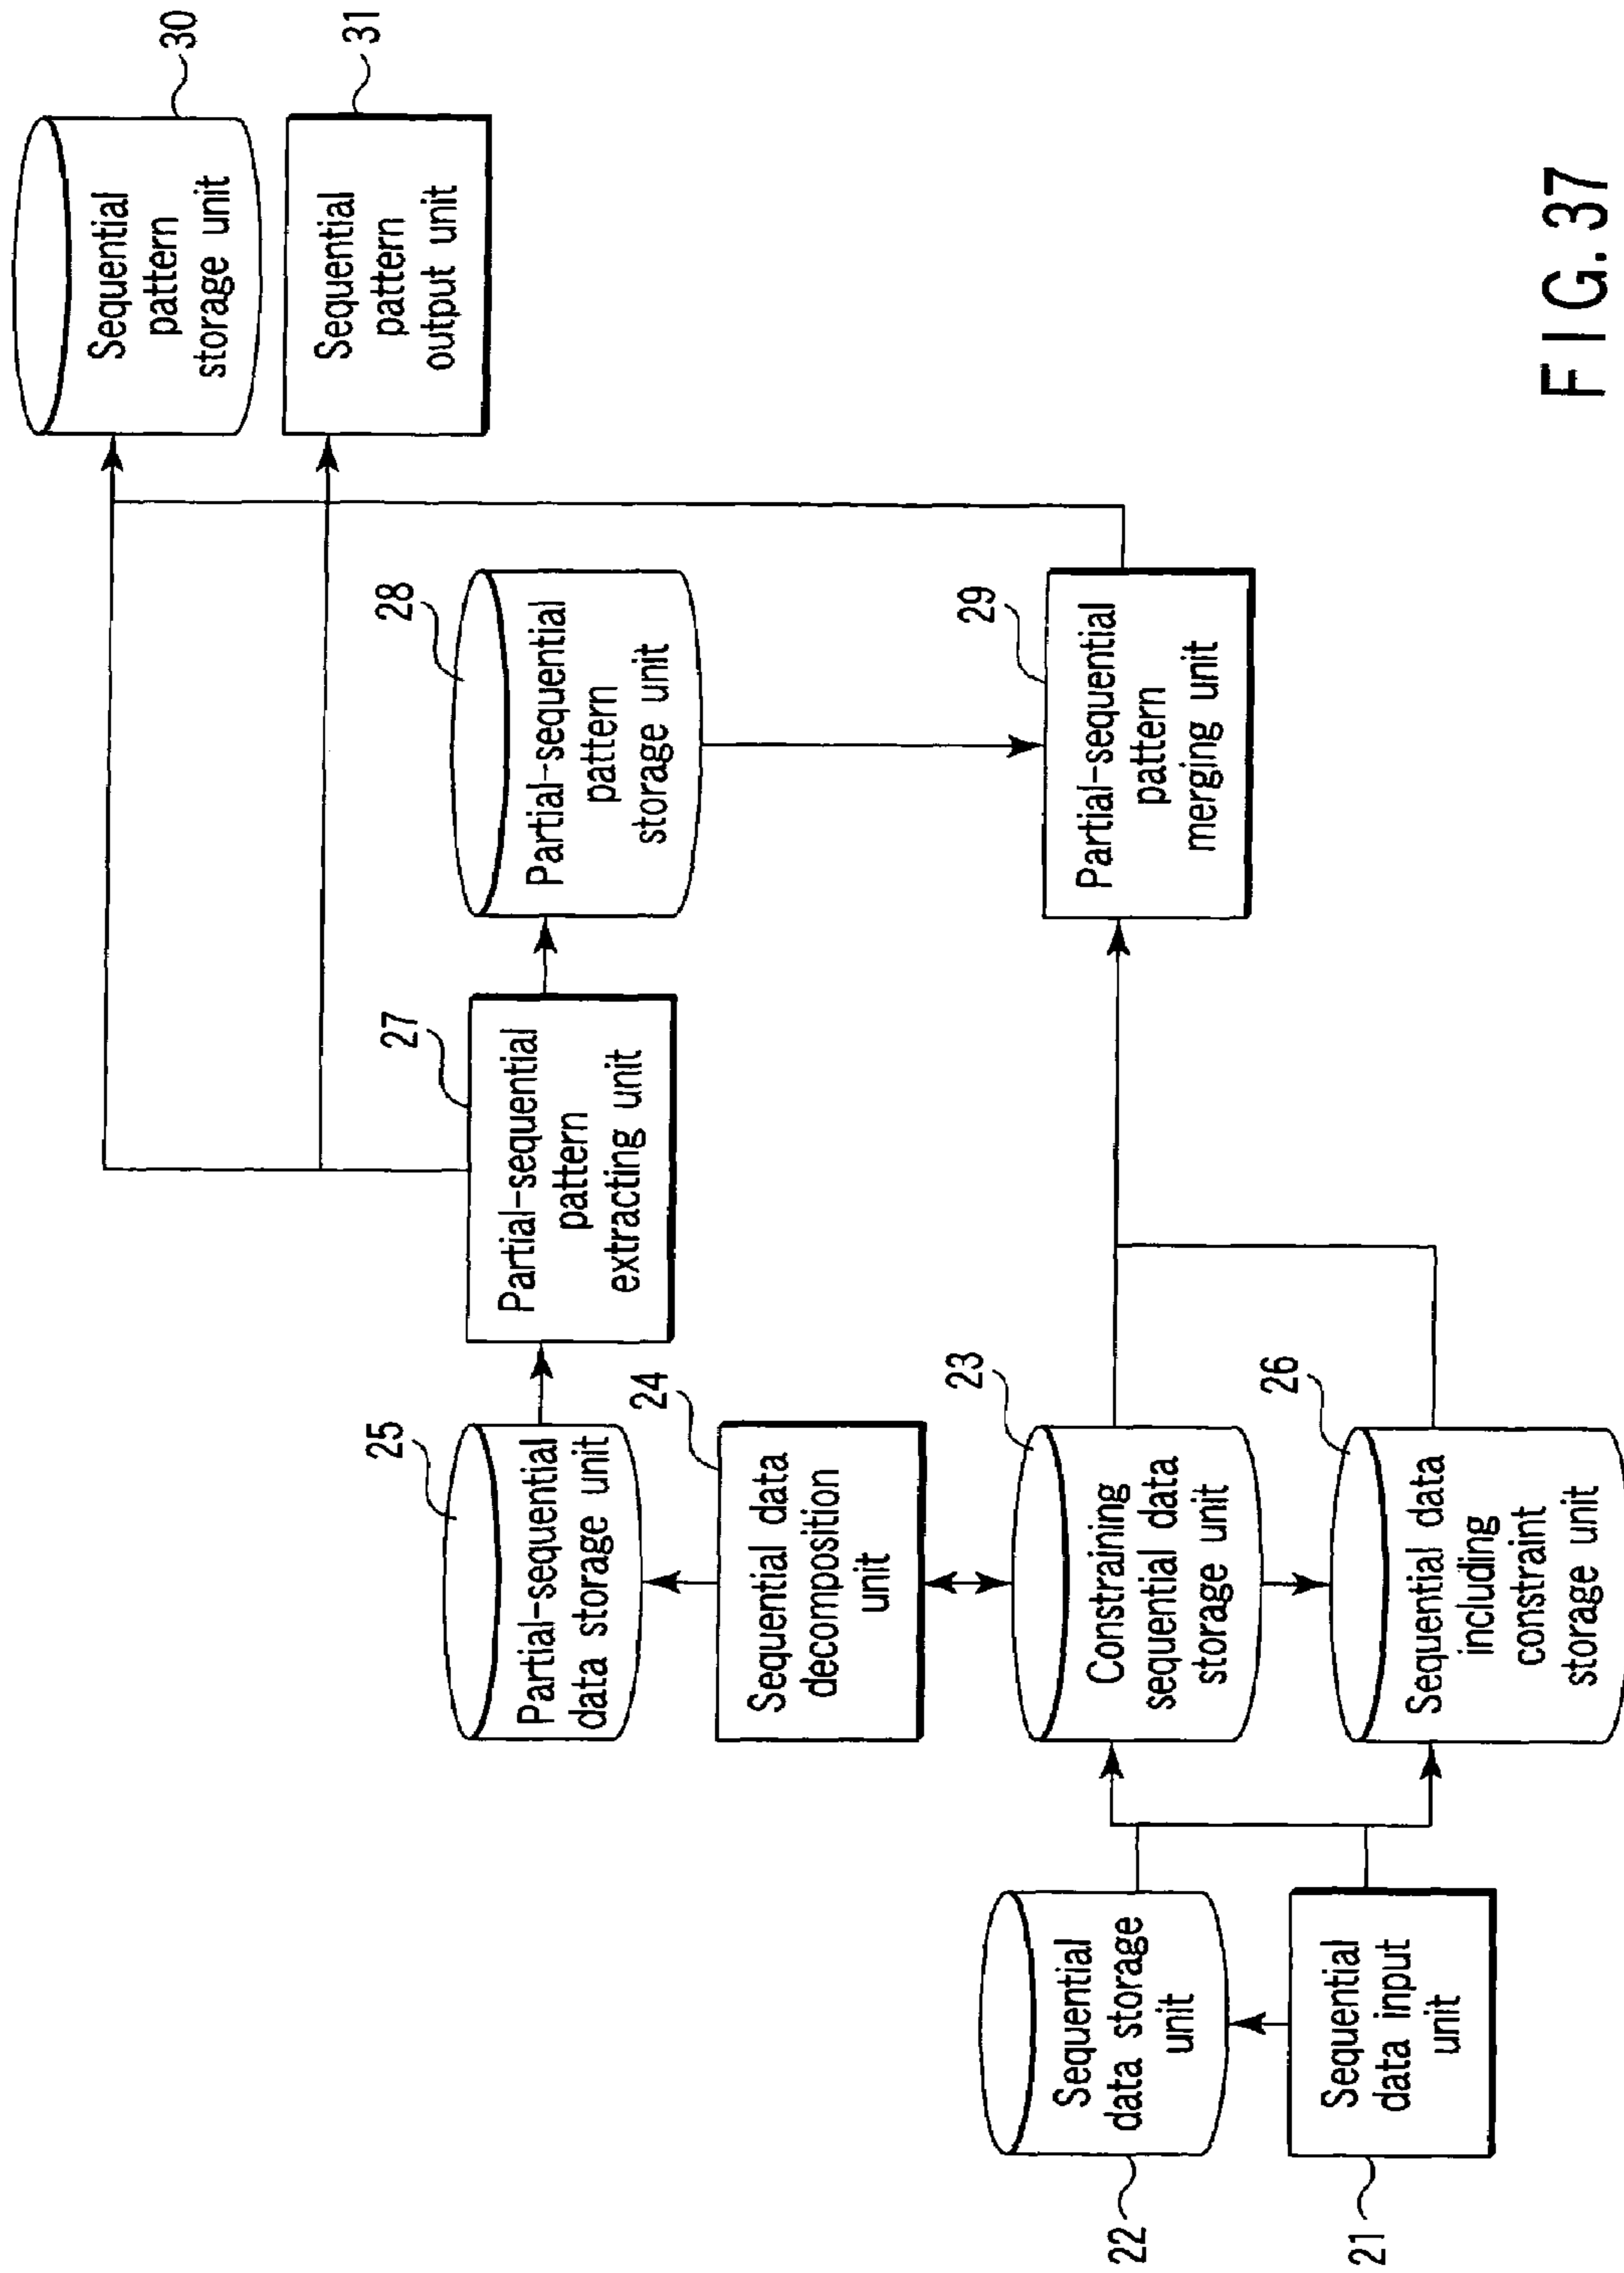 30
Sequential
pattern
storage unit
31
Sequential
pattern
output unit
28
Partial-sequential
pattern
storage unit
29
Partial-sequential
pattern
merging unit
27
Partial-sequential
pattern
extracting unit
25
Partial-sequential
data storage unit
24
Sequential data
decomposition
unit
23
Constraining
sequential data
storage unit
26
Sequential data
including
constraint
storage unit
22
Sequential
data storage
unit
21
Sequential
data input
unit
FIG. 37